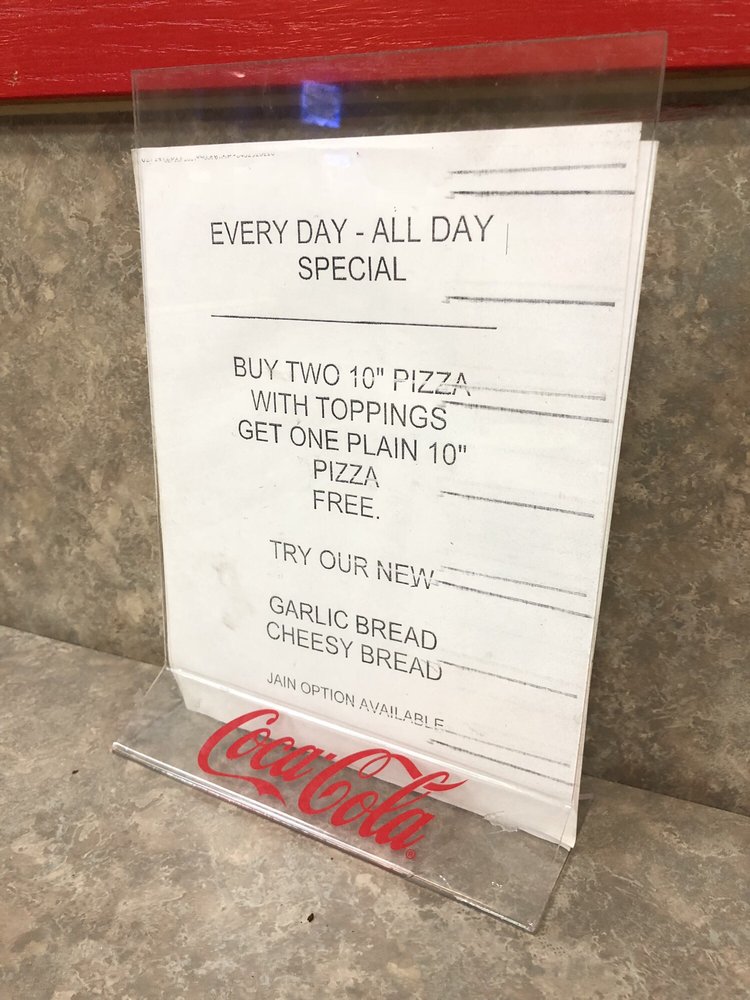 EVERY DAY - ALL DAY
SPECIAL
BUY TWO 10" PIZZA
WITH TOPPINGS
GET ONE PLAIN 10"
PIZZA
FREE.
TRY OUR NEW
GARLIC BREAD
CHEESY BREAD
JAIN OPTION AVAILABLE
Coca-Cola®